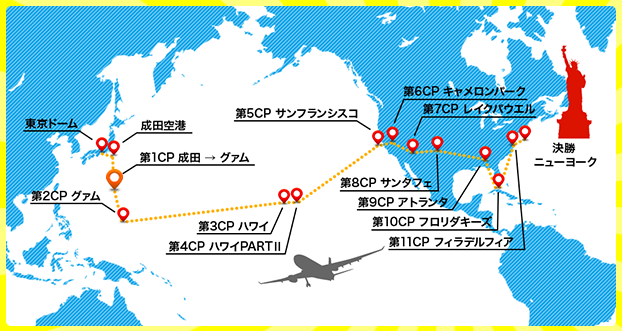 東京ドーム
成田空港
第1CP 成田 → グァム
第2CP グァム
第3CP ハワイ
第4CP ハワイPARTⅡ
第5CP サンフランシスコ
第6CP キャメロンパーク
第7CP レイクパウエル
第8CP サンタフェ
第9CP アトランタ
第10CP フロリダキーズ
第11CP フィラデルフィア
決勝
ニューヨーク